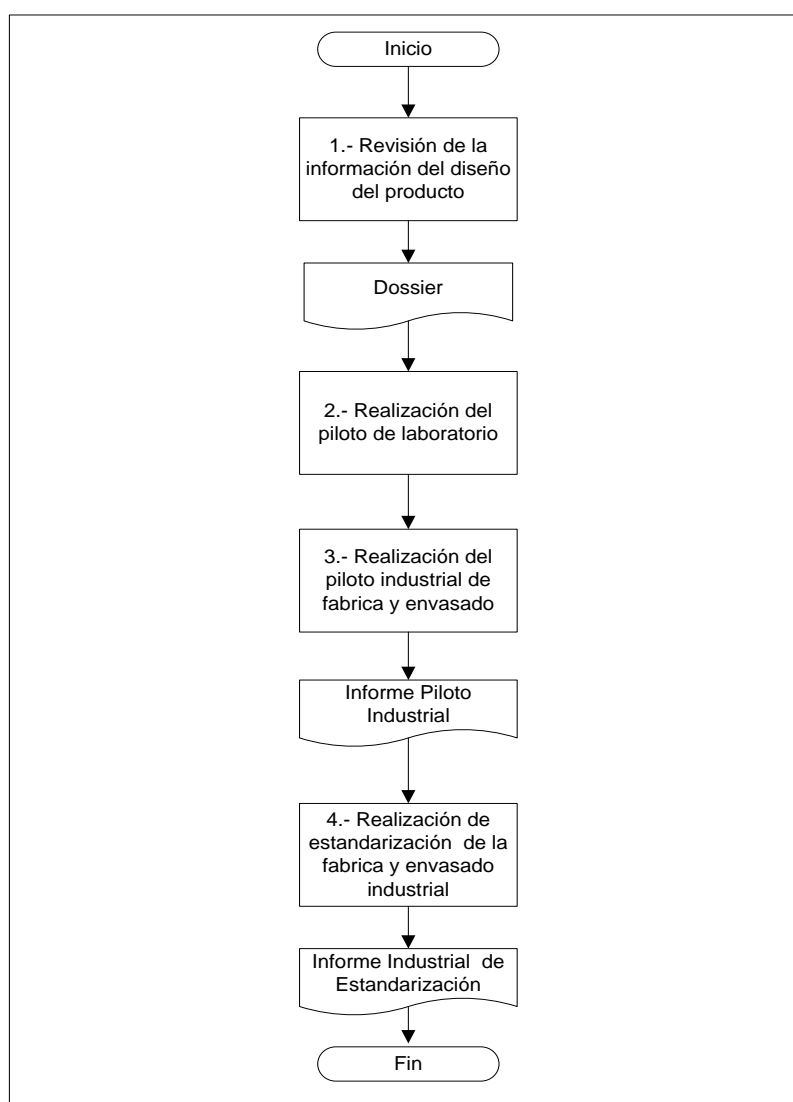 Inicio
1.- Revisión de la
información del diseño
del producto
Dossier
2.- Realización del
piloto de laboratorio
3.- Realización del
piloto industrial de
fabrica y envasado
Informe Piloto
Industrial
4.- Realización de
estandarización de la
fabrica y envasado
industrial
Informe Industrial de
Estandarización
Fin